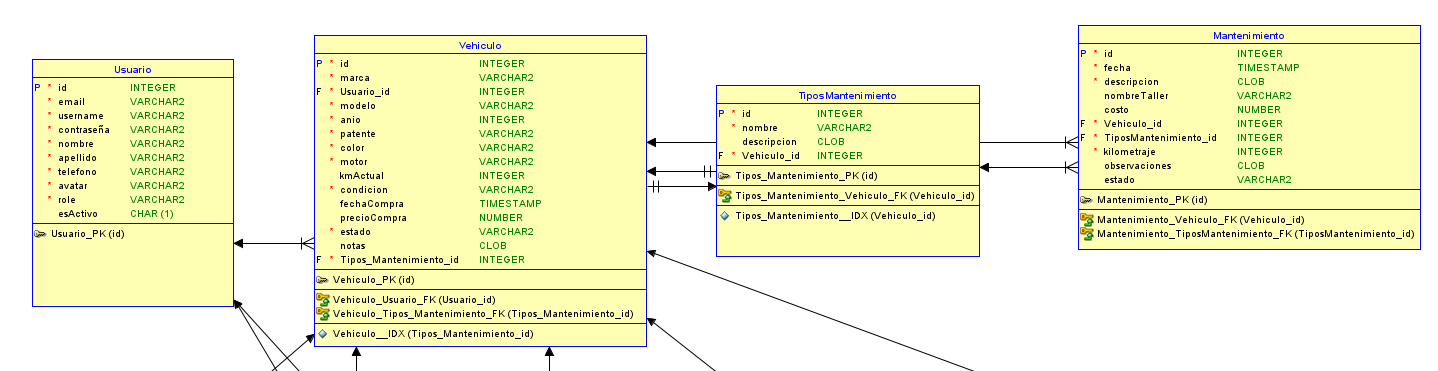 Usuario
P * id INTEGER
* email VARCHAR2
* username VARCHAR2
* contraseña VARCHAR2
* nombre VARCHAR2
* apellido VARCHAR2
* telefono VARCHAR2
* avatar VARCHAR2
* role VARCHAR2
esActivo CHAR (1)
Usuario_PK (id)
Vehiculo
P * id INTEGER
* marca VARCHAR2
F * Usuario_id INTEGER
* modelo VARCHAR2
* anio INTEGER
* patente VARCHAR2
* color VARCHAR2
* motor VARCHAR2
kmActual INTEGER
* condicion VARCHAR2
fechaCompra TIMESTAMP
precioCompra NUMBER
* estado VARCHAR2
notas CLOB
F * Tipos_Mantenimiento_id INTEGER
Vehiculo_PK (id)
Vehiculo_Usuario_FK (Usuario_id)
Vehiculo_Tipos_Mantenimiento_FK (Tipos_Mantenimiento_id)
Vehiculo__IDX (Tipos_Mantenimiento_id)
TiposMantenimiento
P * id INTEGER
* nombre VARCHAR2
descripcion CLOB
F * Vehiculo_id INTEGER
Tipos_Mantenimiento_PK (id)
Tipos_Mantenimiento_Vehiculo_FK (Vehiculo_id)
Tipos_Mantenimiento__IDX (Vehiculo_id)
Mantenimiento
P * id INTEGER
* fecha TIMESTAMP
* descripcion CLOB
nombreTaller VARCHAR2
costo NUMBER
F * Vehiculo_id INTEGER
F * TiposMantenimiento_id INTEGER
* kilometraje INTEGER
observaciones CLOB
estado VARCHAR2
Mantenimiento_PK (id)
Mantenimiento_Vehiculo_FK (Vehiculo_id)
Mantenimiento_TiposMantenimiento_FK (TiposMantenimiento_id)